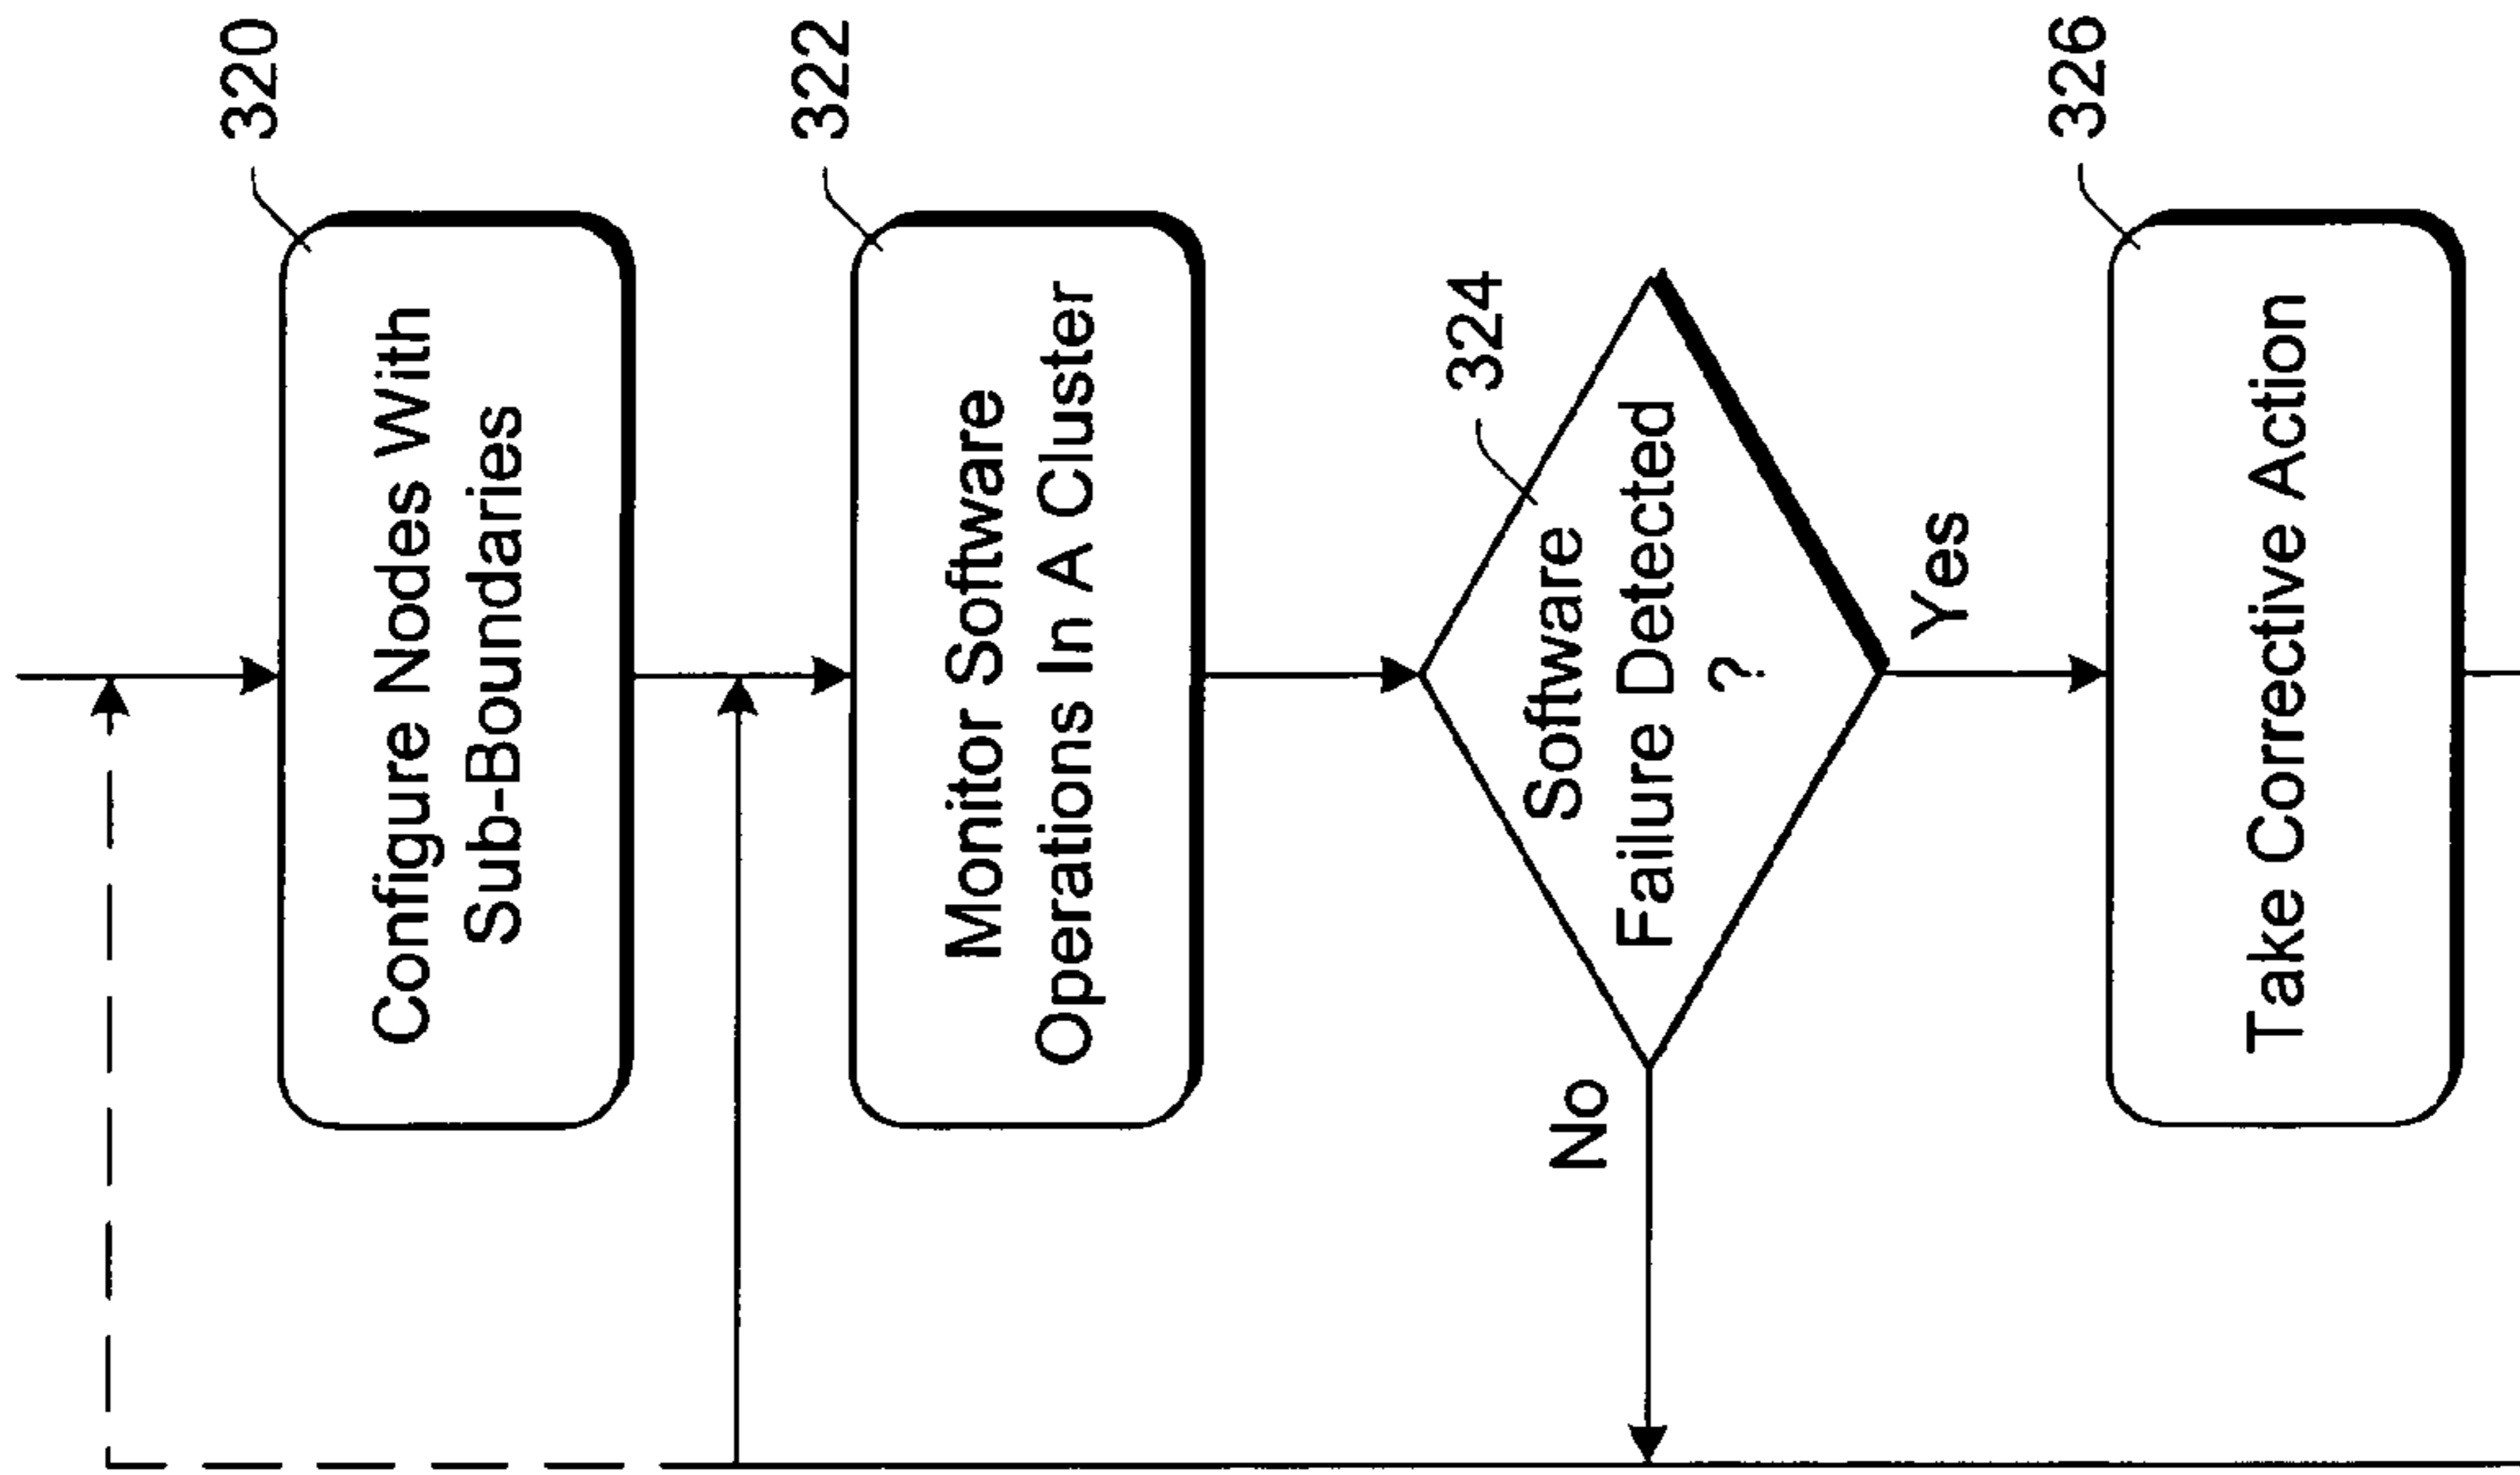 320
Configure Nodes With
Sub-Boundaries
322
Monitor Software
Operations In A Cluster
324
Software
Failure Detected
?
No
Yes
326
Take Corrective Action